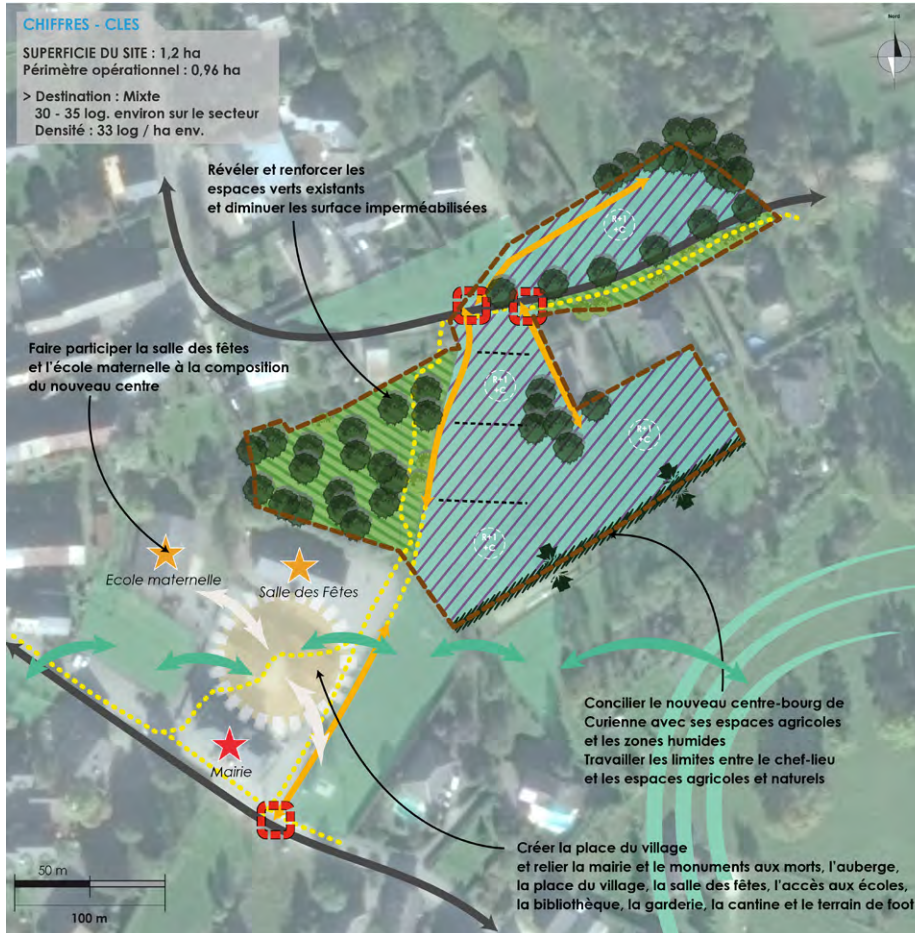 CHIFFRES - CLES
SUPERFICIE DU SITE : 1,2 ha
Périmètre opérationnel : 0,96 ha
> Destination : Mixte
30 - 35 log. environ sur le secteur
Densité : 33 log / ha env.
Nord
Révéler et renforcer les
espaces verts existants
et diminuer les surface imperméabilisées
R+1
+C
Faire participer la salle des fêtes
et l'école maternelle à la composition
du nouveau centre
R+1
+C
R+1
+C
R+1
+C
Ecole maternelle
Salle des Fêtes
Mairie
Concilier le nouveau centre-bourg de
Curienne avec ses espaces agricoles
et les zones humides
Travailler les limites entre le chef-lieu
et les espaces agricoles et naturels
Créer la place du village
et relier la mairie et le monuments aux morts, l'auberge,
la place du village, la salle des fêtes, l'accès aux écoles,
la bibliothèque, la garderie, la cantine et le terrain de foot
50 m
100 m